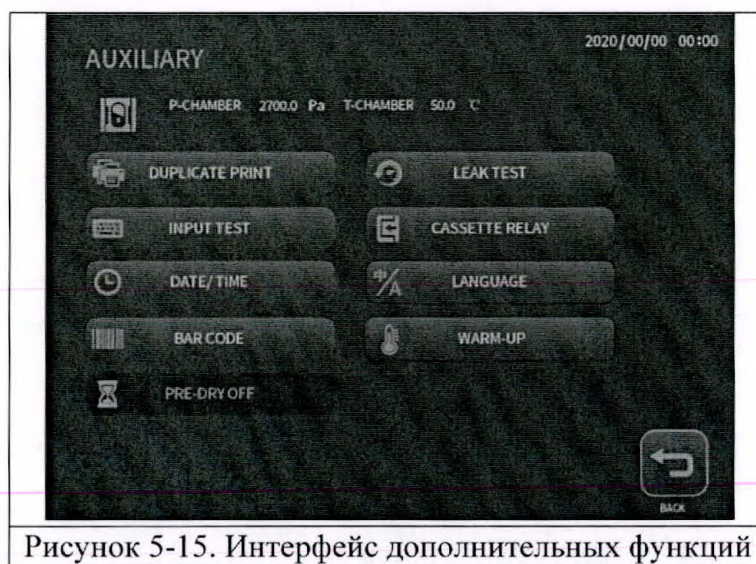 2020/00/00 00:00
AUXILIARY
P-CHAMBER 2700.0 Pa T-CHAMBER 50.0 ℃
DUPLICATE PRINT LEAK TEST
INPUT TEST CASSETTE RELAY
DATE/TIME 中/A LANGUAGE
BAR CODE WARM-UP
PRE-DRY OFF
BACK
Рисунок 5-15. Интерфейс дополнительных функций